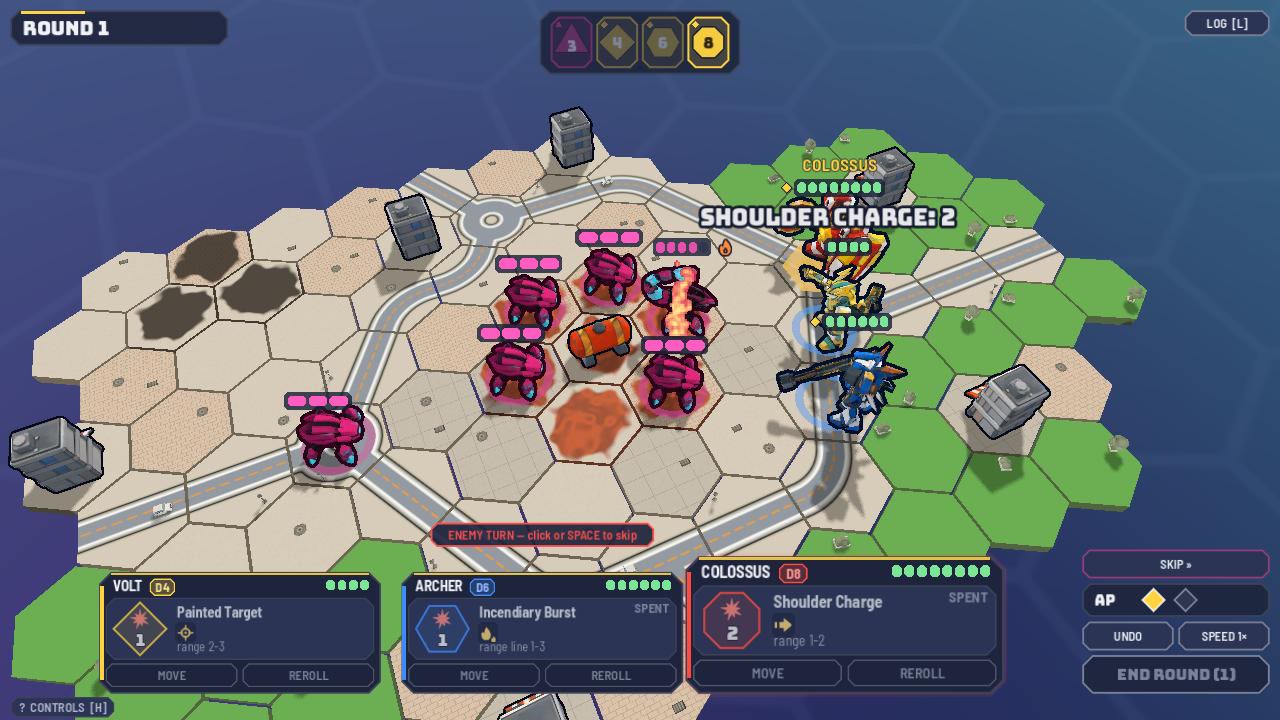 ROUND 1
3
4
6
8
LOG [L]
COLOSSUS
SHOULDER CHARGE: 2
ENEMY TURN – click or SPACE to skip
VOLT D4
1
Painted Target
range 2-3
MOVE
REROLL
ARCHER D6
1
Incendiary Burst
SPENT
range line 1-3
MOVE
REROLL
COLOSSUS D8
2
Shoulder Charge
SPENT
range 1-2
MOVE
REROLL
SKIP »
AP
UNDO
SPEED 1×
END ROUND (1)
? CONTROLS [H]